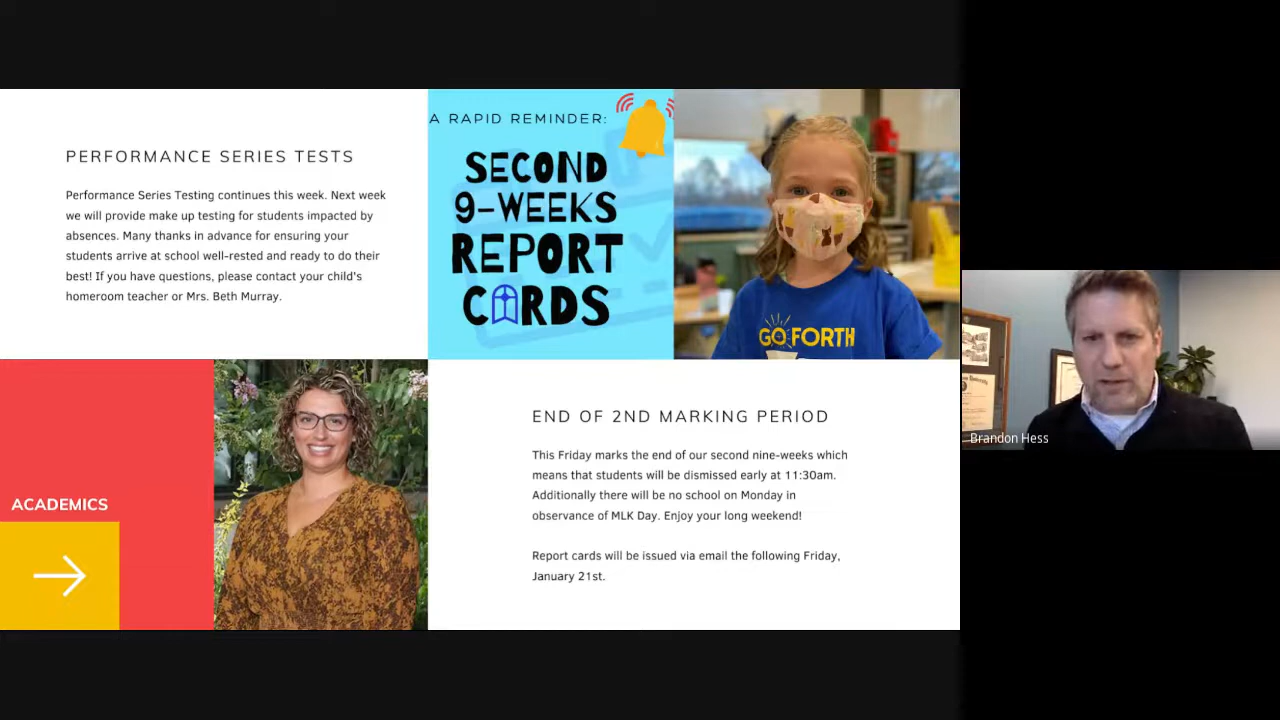 PERFORMANCE SERIES TESTS
Performance Series Testing continues this week. Next week
we will provide make up testing for students impacted by
absences. Many thanks in advance for ensuring your
students arrive at school well-rested and ready to do their
best! If you have questions, please contact your child's
homeroom teacher or Mrs. Beth Murray.
A RAPID REMINDER:
SECOND
9-WEEKS
REPORT
CARDS
GO FORTH
ACADEMICS
END OF 2ND MARKING PERIOD
This Friday marks the end of our second nine-weeks which
means that students will be dismissed early at 11:30am.
Additionally there will be no school on Monday in
observance of MLK Day. Enjoy your long weekend!
Report cards will be issued via email the following Friday,
January 21st.
Brandon Hess